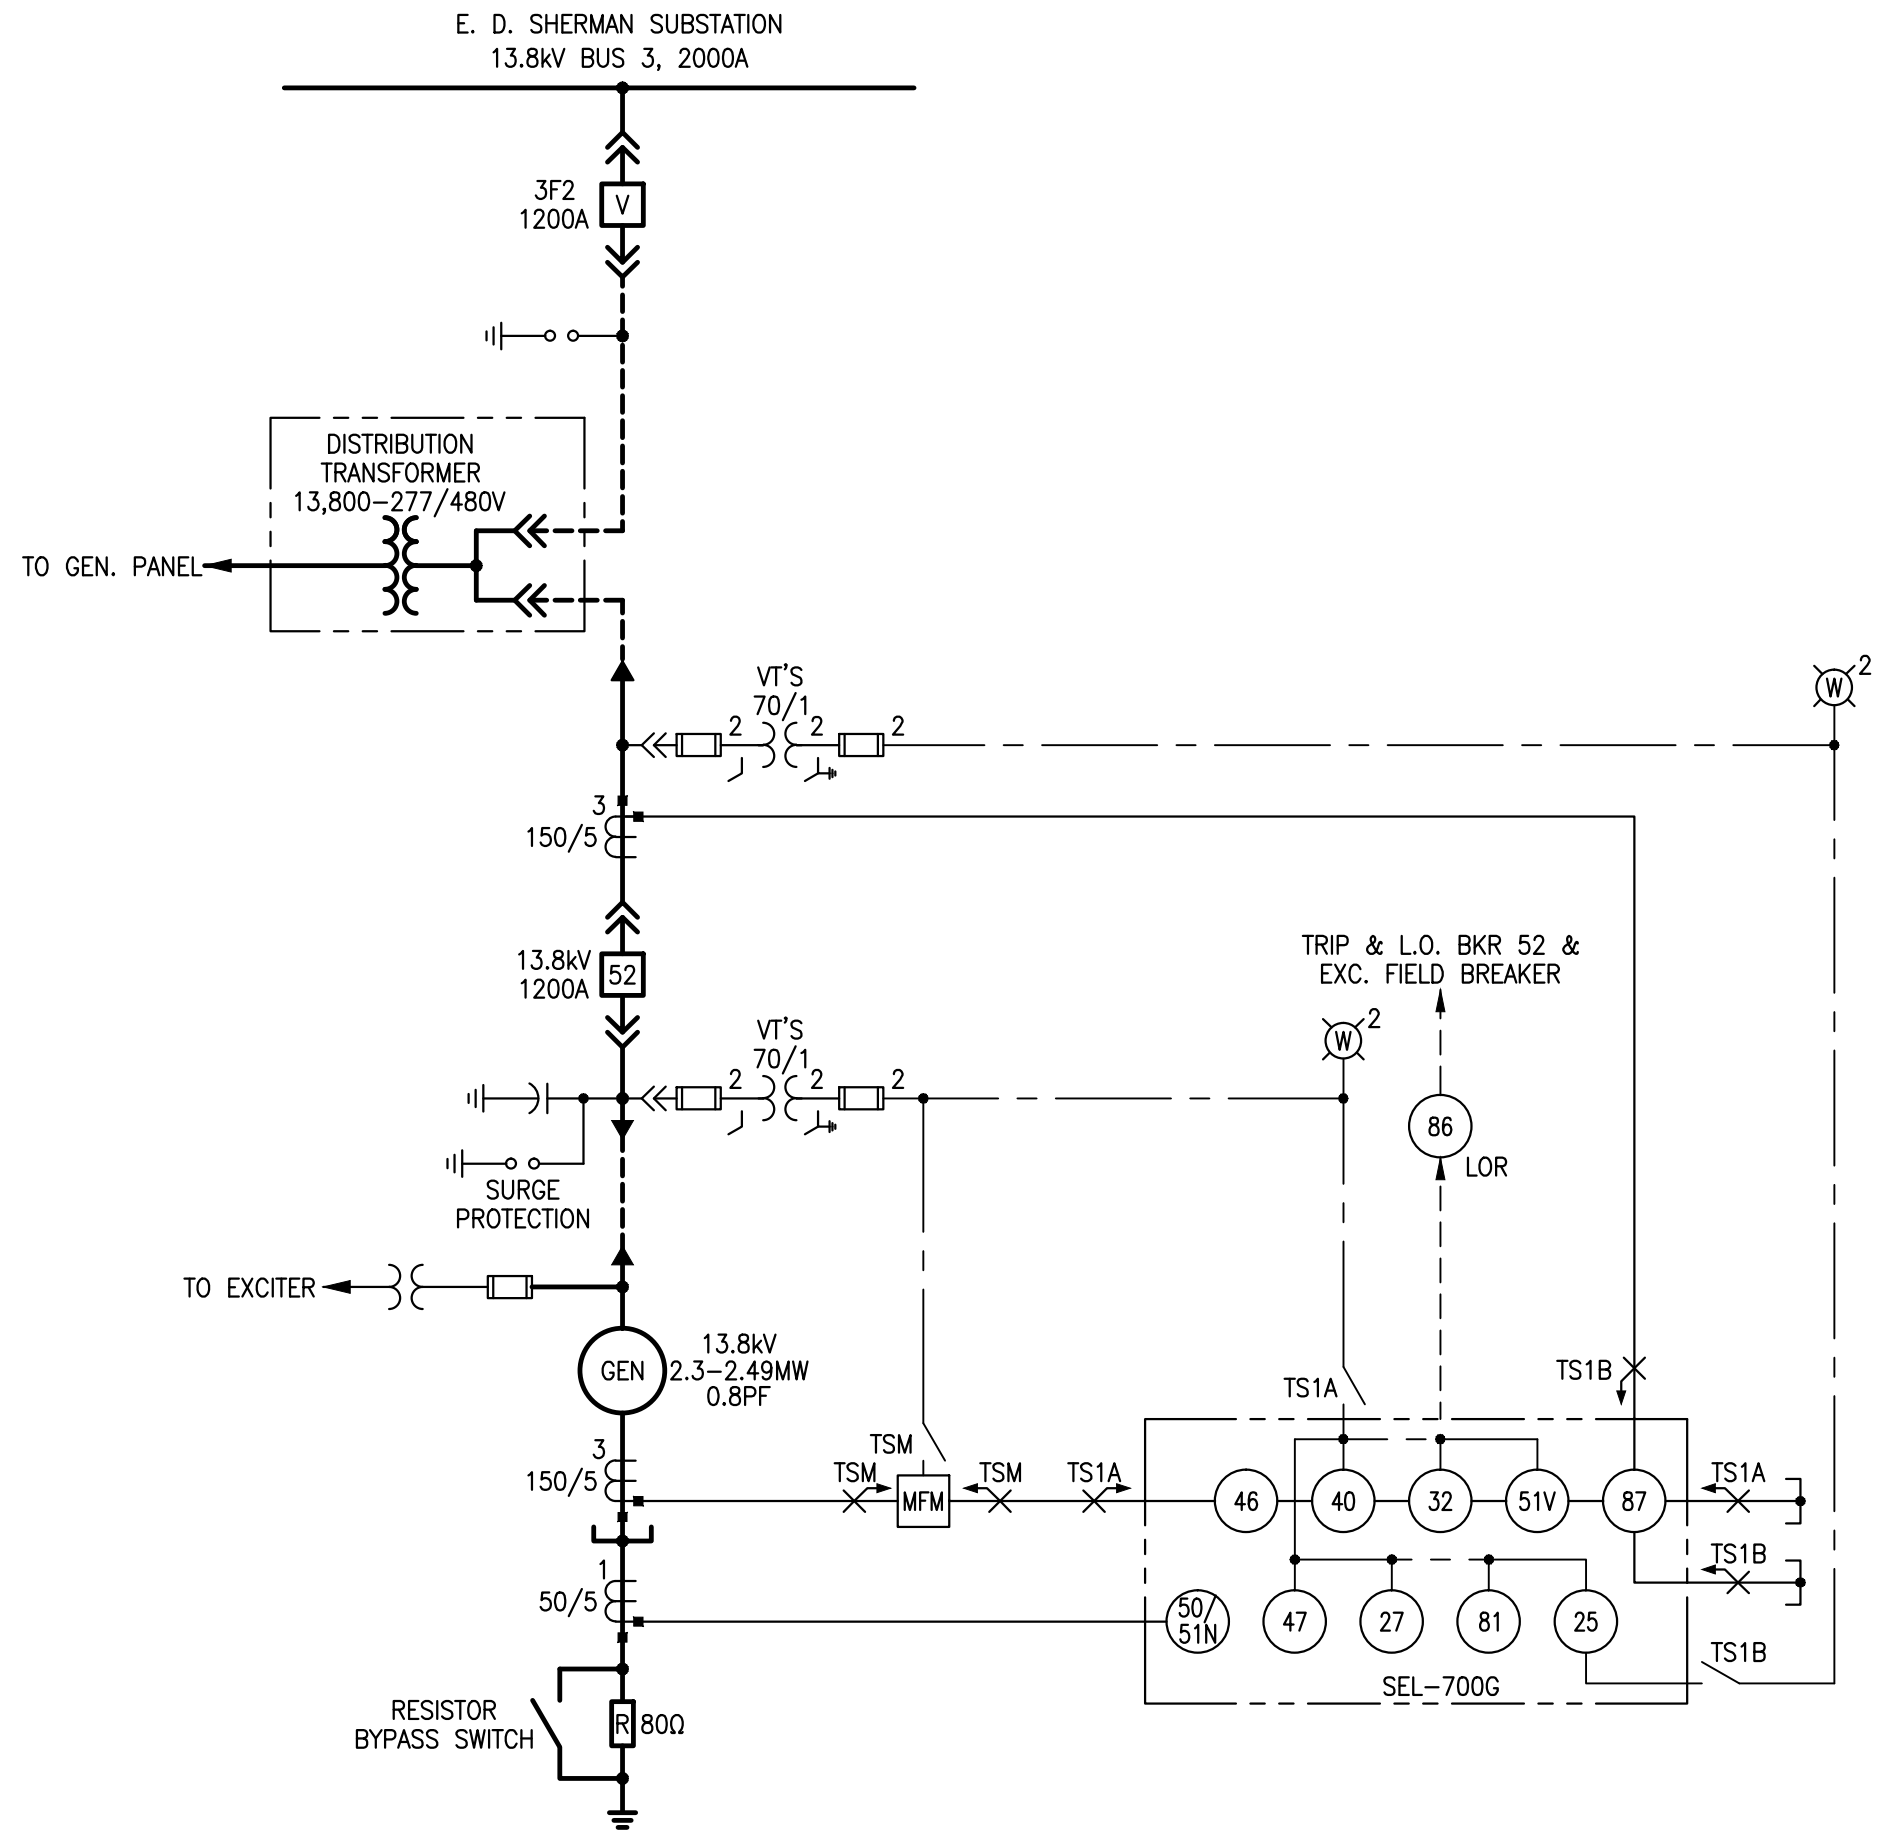 E. D. SHERMAN SUBSTATION
13.8kV BUS 3, 2000A
3F2
1200A
V
DISTRIBUTION
TRANSFORMER
13,800-277/480V
TO GEN. PANEL
VT'S
70/1
2
2
2
W
2
3
150/5
13.8kV
1200A
52
TRIP & L.O. BKR 52 &
EXC. FIELD BREAKER
W
2
VT'S
70/1
2
2
2
86
LOR
SURGE
PROTECTION
TO EXCITER
GEN
13.8kV
2.3-2.49MW
0.8PF
TS1A
TS1B
3
150/5
TSM
TSM
MFM
TSM
TS1A
46
40
32
51V
87
TS1A
TS1B
1
50/5
50/
51N
47
27
81
25
TS1B
SEL-700G
RESISTOR
BYPASS SWITCH
R
80Ω